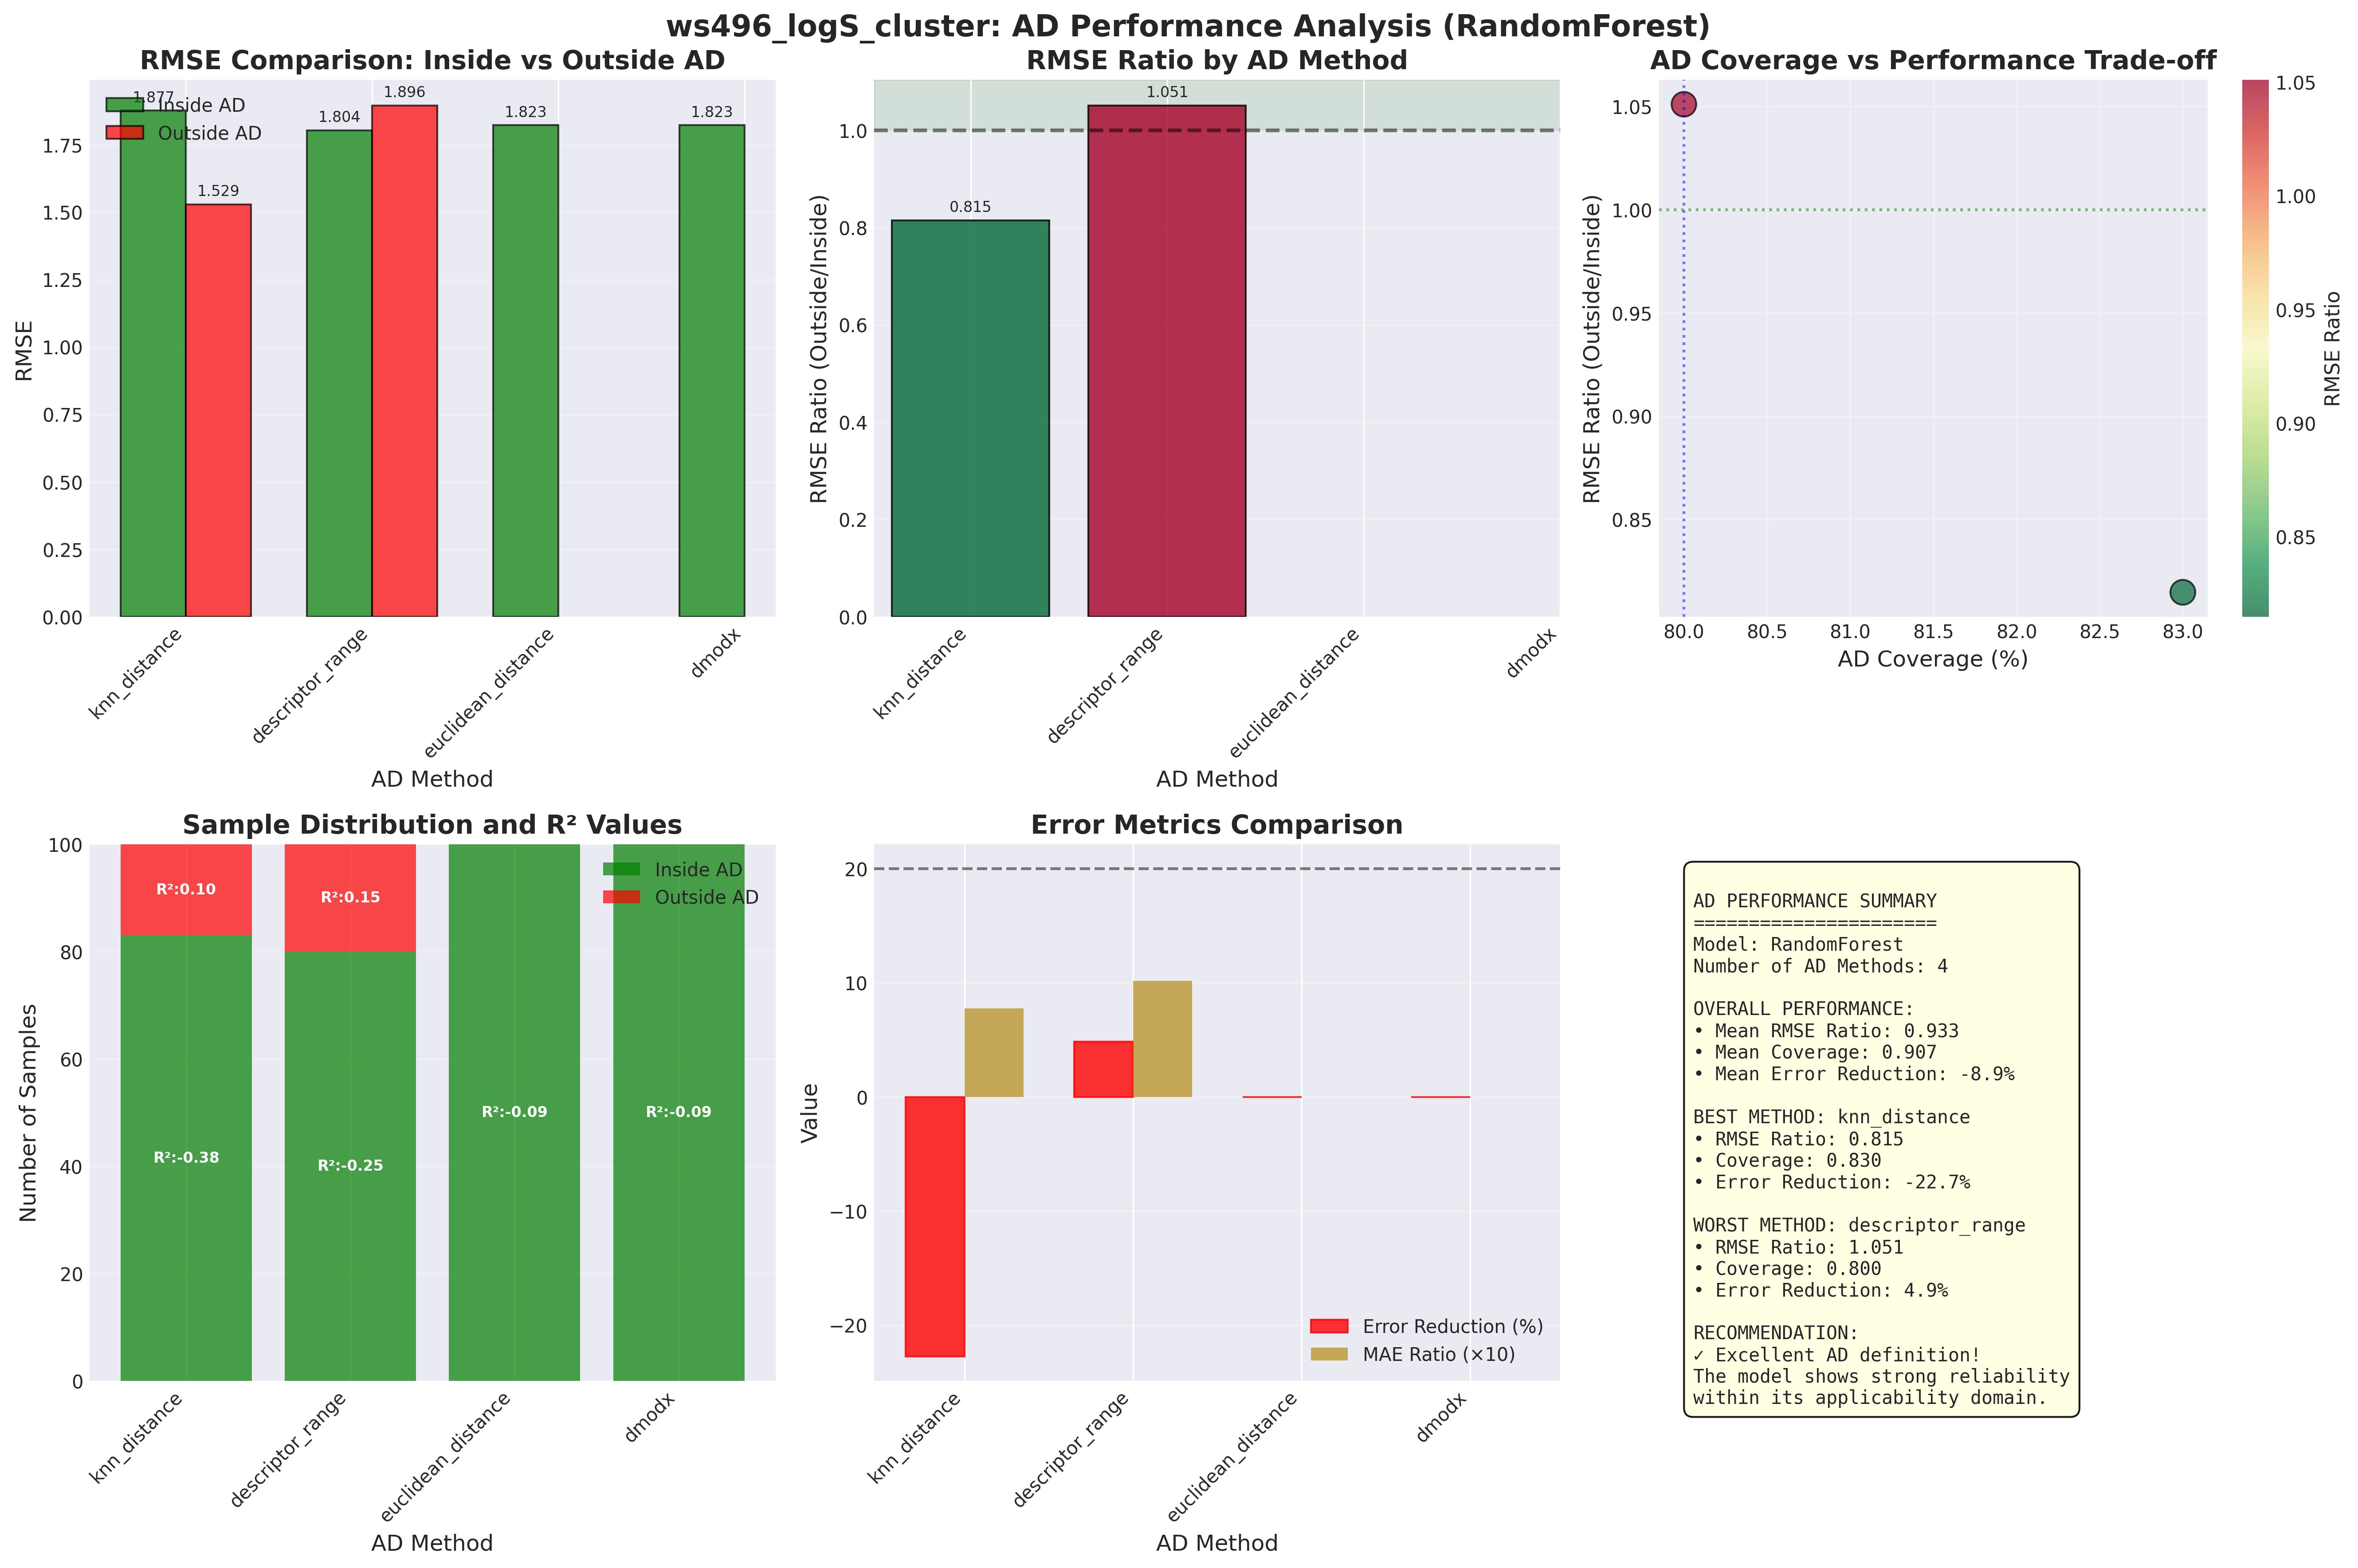 ws496_logS_cluster: AD Performance Analysis (RandomForest)
RMSE Comparison: Inside vs Outside AD
RMSE
1.75
1.50
1.25
1.00
0.75
0.50
0.25
0.00
1.877
1.529
1.804
1.896
1.823
1.823
Inside AD
Outside AD
knn_distance
descriptor_range
euclidean_distance
dmodx
AD Method
RMSE Ratio by AD Method
RMSE Ratio (Outside/Inside)
1.0
0.8
0.6
0.4
0.2
0.0
0.815
1.051
knn_distance
descriptor_range
euclidean_distance
dmodx
AD Method
AD Coverage vs Performance Trade-off
RMSE Ratio (Outside/Inside)
1.05
1.00
0.95
0.90
0.85
80.0
80.5
81.0
81.5
82.0
82.5
83.0
AD Coverage (%)
1.05
1.00
0.95
0.90
0.85
RMSE Ratio
Sample Distribution and R² Values
Number of Samples
100
80
60
40
20
0
R²:0.10
R²:0.15
R²:-0.38
R²:-0.25
R²:-0.09
R²:-0.09
Inside AD
Outside AD
knn_distance
descriptor_range
euclidean_distance
dmodx
AD Method
Error Metrics Comparison
Value
20
10
0
−10
−20
Error Reduction (%)
MAE Ratio (×10)
knn_distance
descriptor_range
euclidean_distance
dmodx
AD Method
AD PERFORMANCE SUMMARY
======================
Model: RandomForest
Number of AD Methods: 4
OVERALL PERFORMANCE:
• Mean RMSE Ratio: 0.933
• Mean Coverage: 0.907
• Mean Error Reduction: -8.9%
BEST METHOD: knn_distance
• RMSE Ratio: 0.815
• Coverage: 0.830
• Error Reduction: -22.7%
WORST METHOD: descriptor_range
• RMSE Ratio: 1.051
• Coverage: 0.800
• Error Reduction: 4.9%
RECOMMENDATION:
✓ Excellent AD definition!
The model shows strong reliability
within its applicability domain.